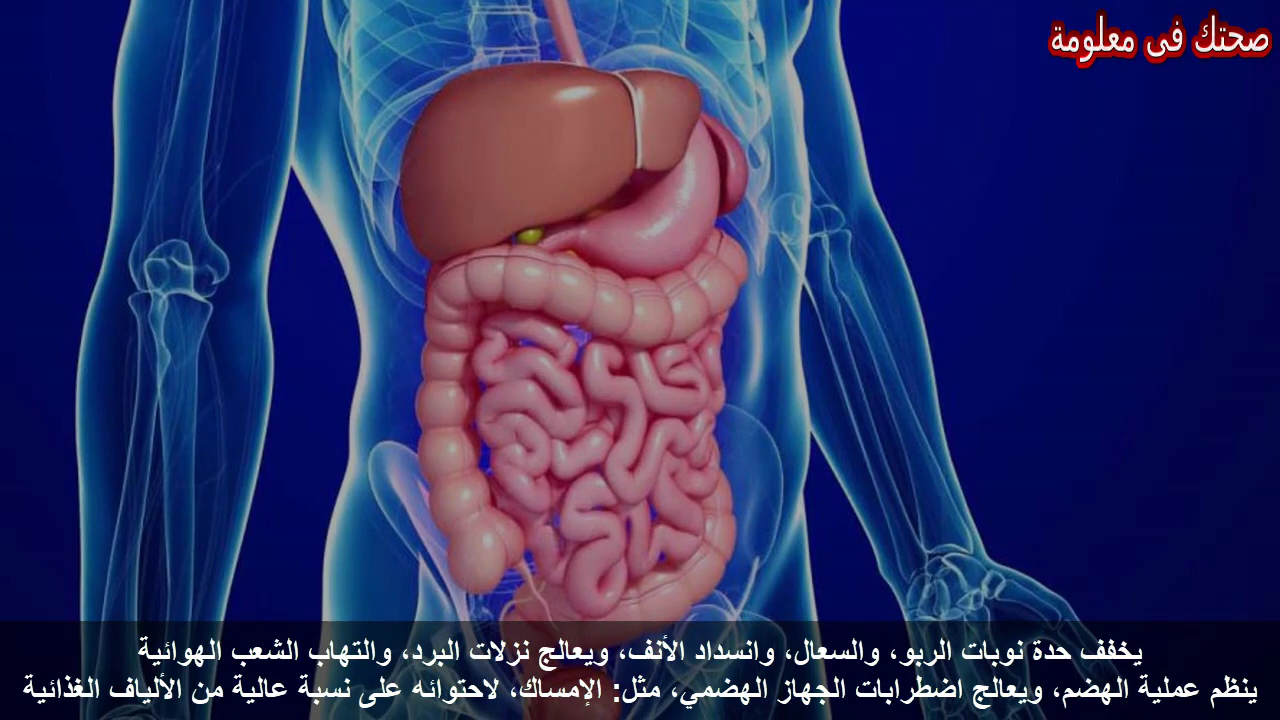 صحتك فى معلومة
يخفف حدة نوبات الربو، والسعال، وانسداد الأنف، ويعالج نزلات البرد، والتهاب الشعب الهوائية
ينظم عملية الهضم، ويعالج اضطرابات الجهاز الهضمي، مثل: الإمساك، لاحتوائه على نسبة عالية من الألياف الغذائية